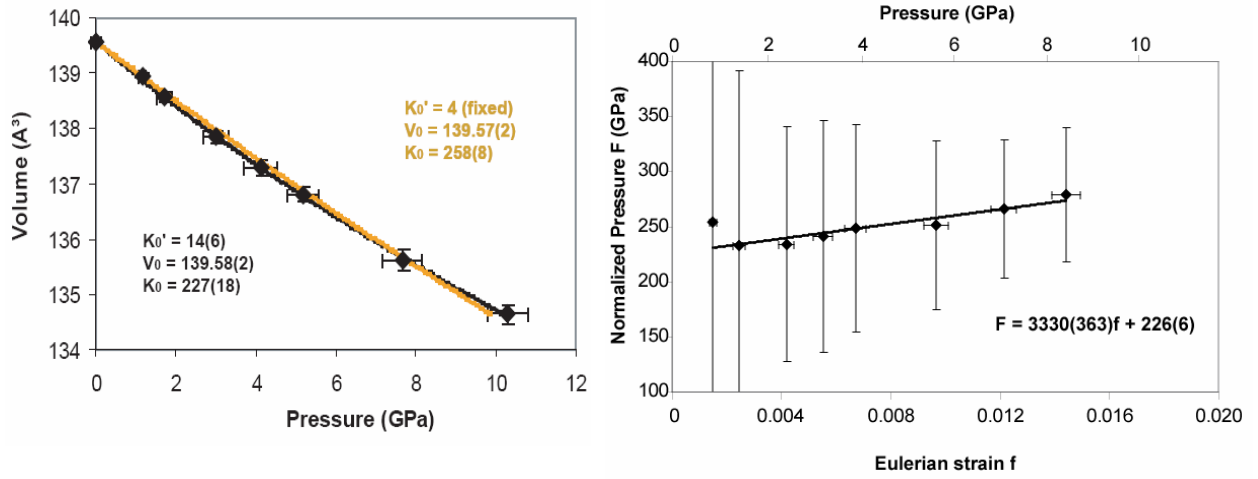 140
139
138
137
136
135
134
Volume (A³)
K₀' = 4 (fixed)
V₀ = 139.57(2)
K₀ = 258(8)
K₀' = 14(6)
V₀ = 139.58(2)
K₀ = 227(18)
0 2 4 6 8 10 12
Pressure (GPa)
Pressure (GPa)
0 2 4 6 8 10
400
350
300
250
200
150
100
Normalized Pressure F (GPa)
F = 3330(363)f + 226(6)
0 0.004 0.008 0.012 0.016 0.020
Eulerian strain f